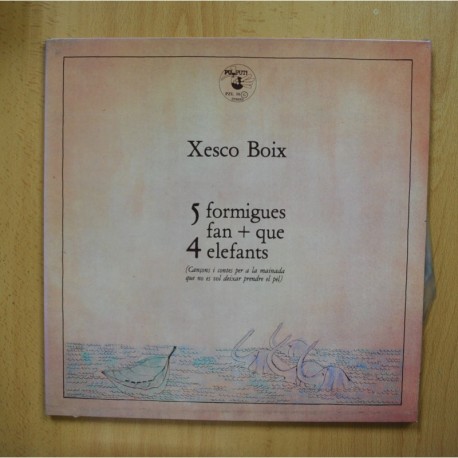 Xesco Boix
5 formigues
fan + que
4 elefants
(Cançons i contes per a la mainada
que no es vol deixar prendre el pèl)